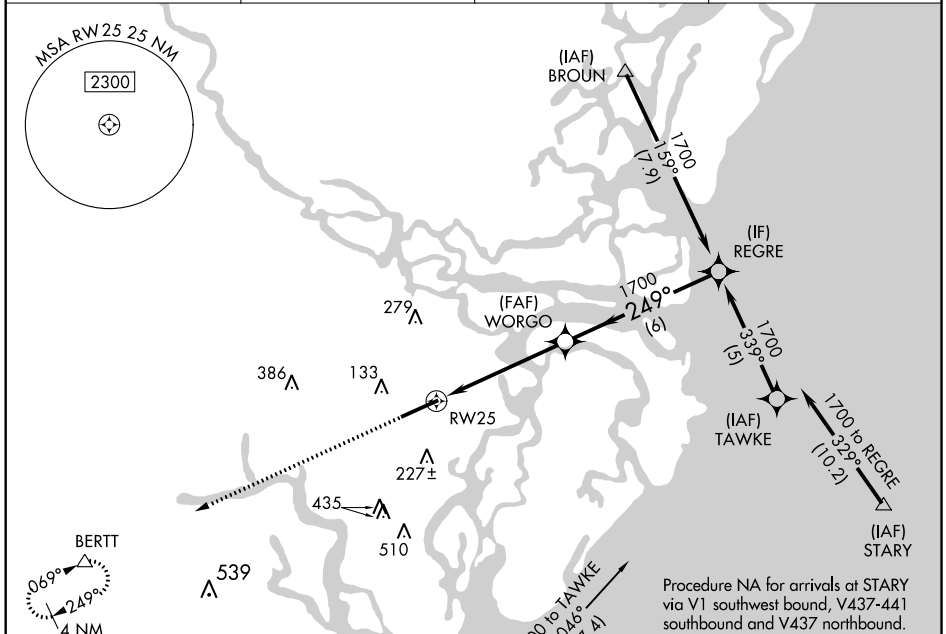 MSA RW25 25 NM
2300
(IAF)
BROUN
1700
159°
(7.9)
(IF)
REGRE
1700
249°
(6)
(FAF)
WORGO
279
1700
339°
(5)
386
133
RW25
(IAF)
TAWKE
1700 to REGRE
329°
(10.2)
227±
435
510
(IAF)
STARY
BERTT
069°
249°
4 NM
539
00 to TAWKE
046°
7.4)
Procedure NA for arrivals at STARY
via V1 southwest bound, V437-441
southbound and V437 northbound.